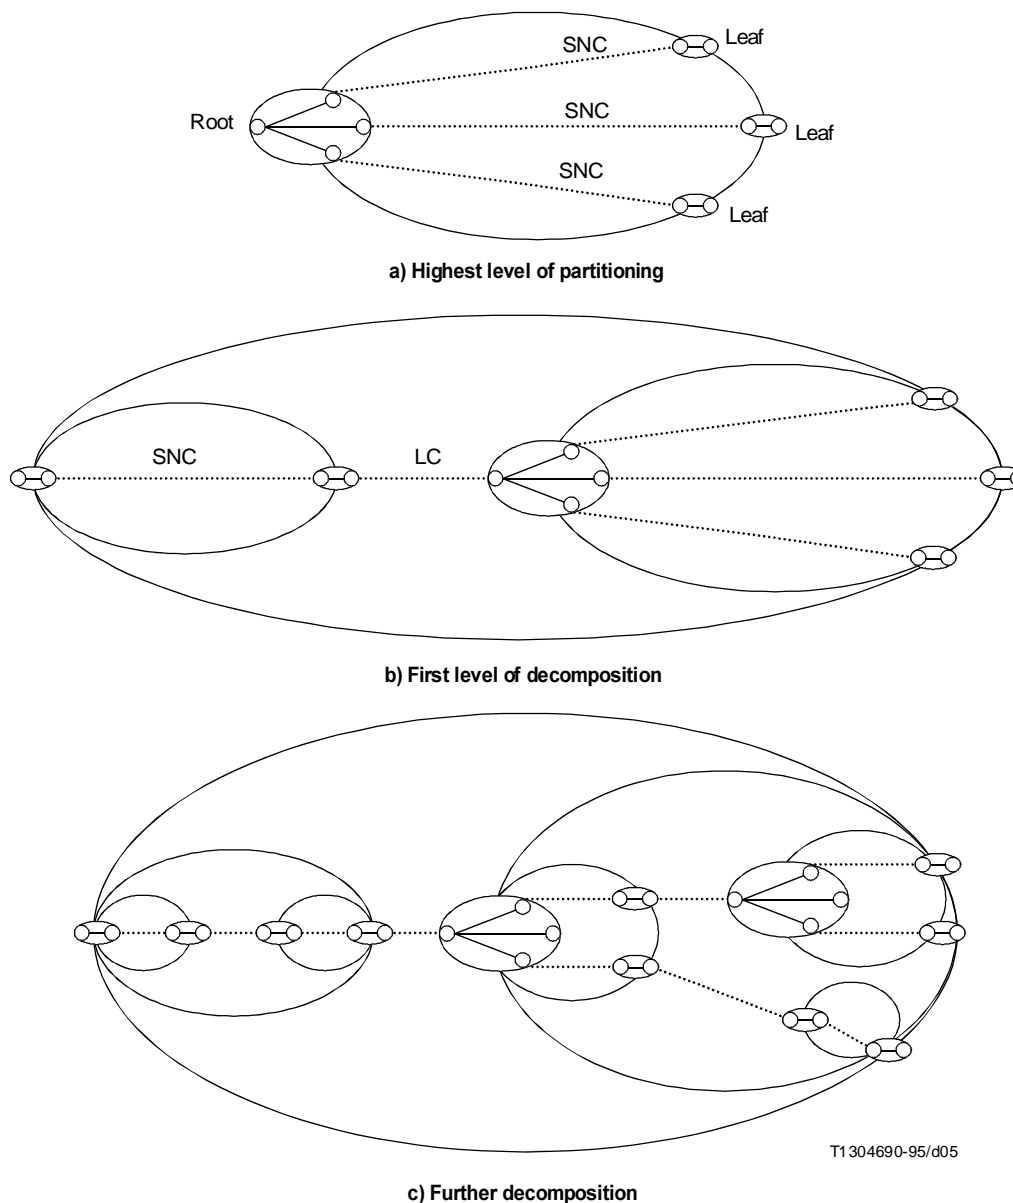 SNC
Leaf
Root
SNC
Leaf
SNC
Leaf
a) Highest level of partitioning
SNC
LC
b) First level of decomposition
T1304690-95/d05
c) Further decomposition